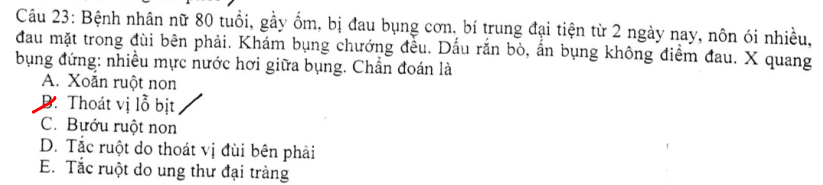 Câu 23: Bệnh nhân nữ 80 tuổi, gầy ốm, bị đau bụng cơn, bí trung đại tiện từ 2 ngày nay, nôn ói nhiều,
đau mặt trong đùi bên phải. Khám bụng chướng đều. Dấu rắn bò, ấn bụng không điểm đau. X quang
bụng đứng: nhiều mực nước hơi giữa bụng. Chẩn đoán là
A. Xoắn ruột non
B. Thoát vị lỗ bịt
C. Bướu ruột non
D. Tắc ruột do thoát vị đùi bên phải
E. Tắc ruột do ung thư đại tràng